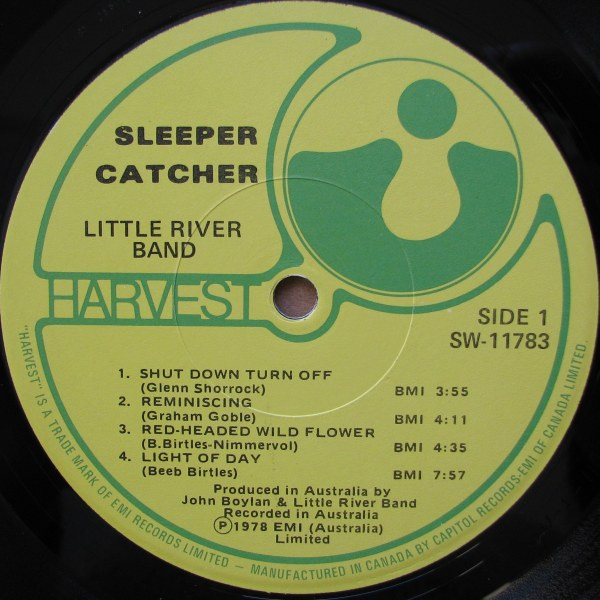 SLEEPER
CATCHER
LITTLE RIVER
BAND
HARVEST
SIDE 1
SW-11783
1. SHUT DOWN TURN OFF
(Glenn Shorrock) BMI 3:55
2. REMINISCING
(Graham Goble) BMI 4:11
3. RED-HEADED WILD FLOWER
(B.Birtles-Nimmervol) BMI 4:35
4. LIGHT OF DAY
(Beeb Birtles) BMI 7:57
Produced in Australia by
John Boylan & Little River Band
Recorded in Australia
Ⓟ1978 EMI (Australia)
Limited
"HARVEST" IS A TRADE MARK OF EMI RECORDS LIMITED – MANUFACTURED IN CANADA BY CAPITOL RECORDS-EMI OF CANADA LIMITED.